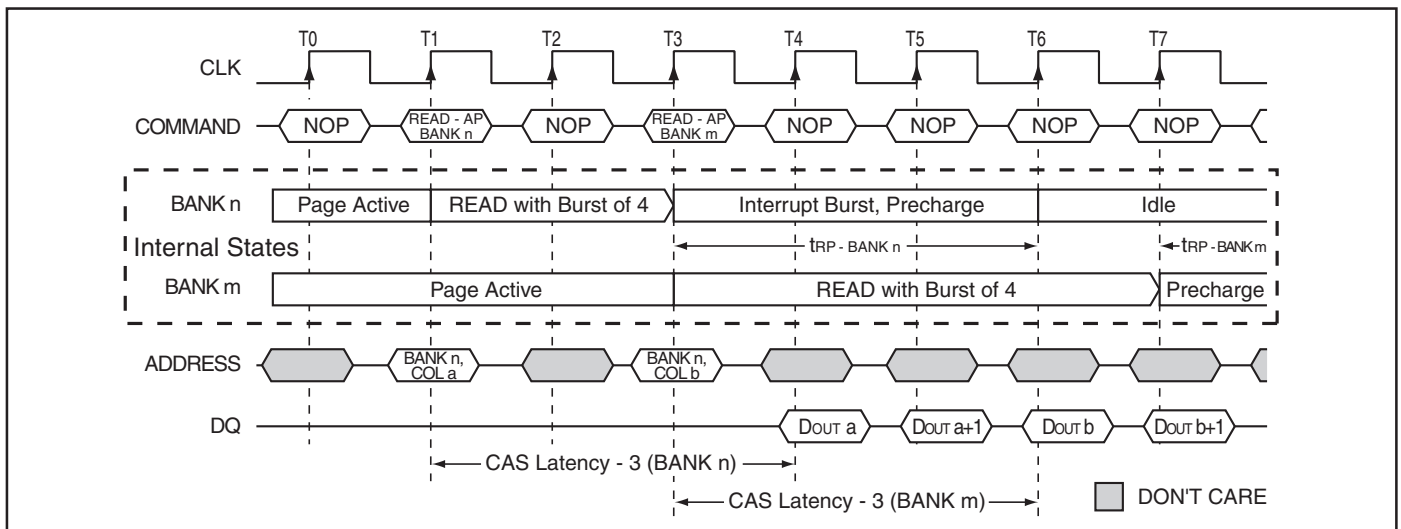 T0 T1 T2 T3 T4 T5 T6 T7
CLK
COMMAND NOP READ - AP BANK n NOP READ - AP BANK m NOP NOP NOP NOP
BANK n Page Active READ with Burst of 4 Interrupt Burst, Precharge Idle
Internal States tRP - BANK n tRP - BANK m
BANK m Page Active READ with Burst of 4 Precharge
ADDRESS BANK n, COL a BANK n, COL b
DQ DOUT a DOUT a+1 DOUT b DOUT b+1
CAS Latency - 3 (BANK n)
CAS Latency - 3 (BANK m) DON'T CARE